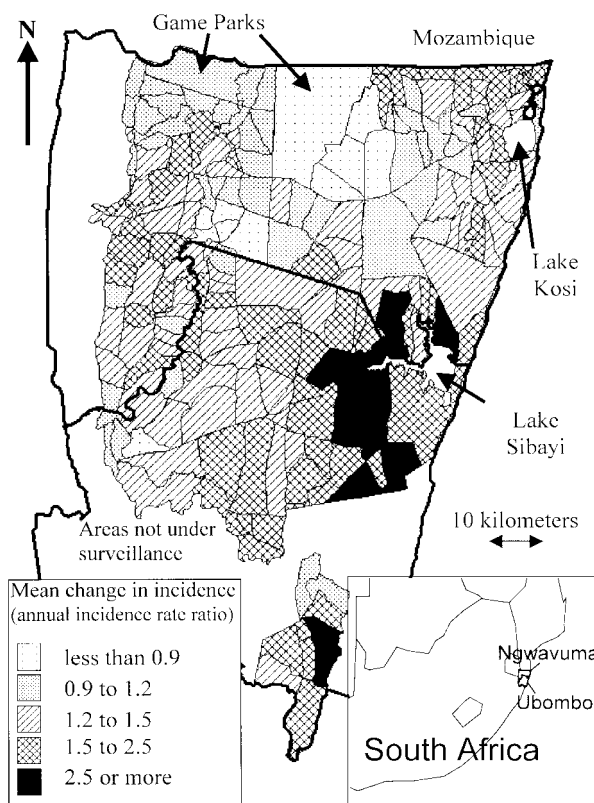 Game Parks
Mozambique
N
Lake
Kosi
Lake
Sibayi
Areas not under
surveillance
10 kilometers
Mean change in incidence
(annual incidence rate ratio)
less than 0.9
0.9 to 1.2
1.2 to 1.5
1.5 to 2.5
2.5 or more
Ngwavuma
Ubombo
South Africa